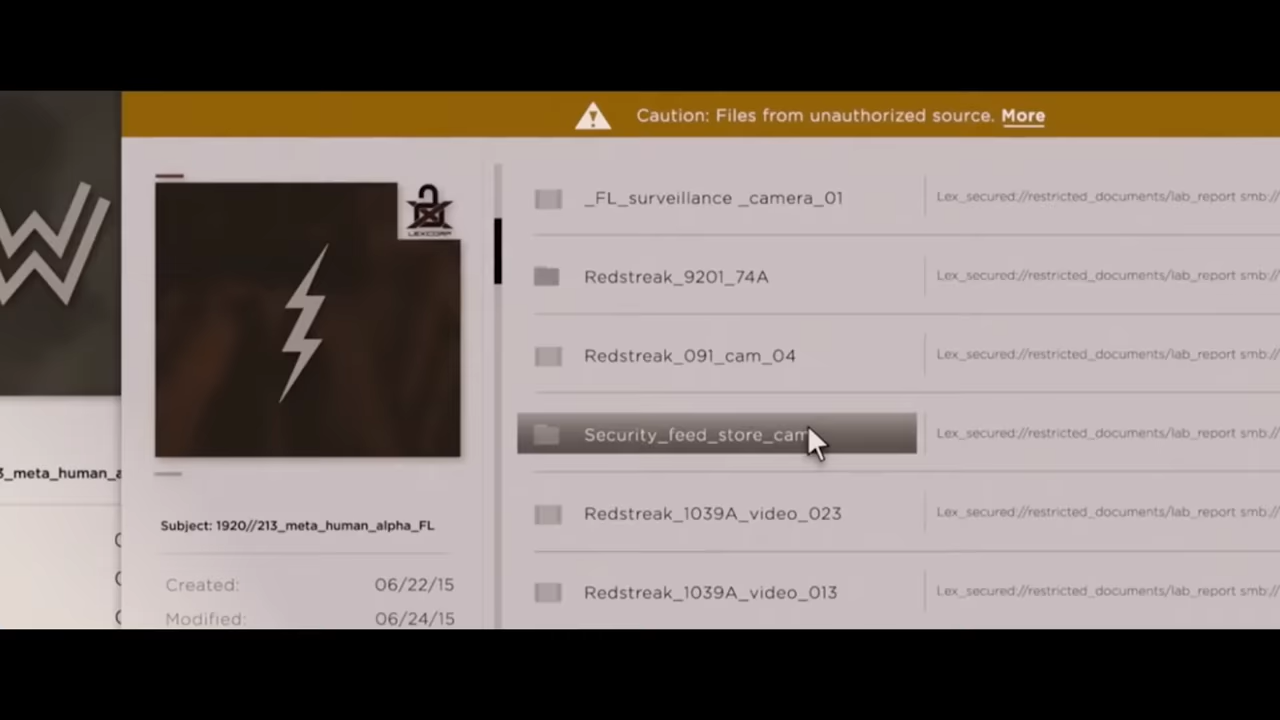 Caution: Files from unauthorized source. More
LEXCORP
_FL_surveillance _camera_01
Lex_secured://restricted_documents/lab_report smb://
Redstreak_9201_74A
Lex_secured://restricted_documents/lab_report smb://
Redstreak_091_cam_04
Lex_secured://restricted_documents/lab_report smb://
Security_feed_store_cam
Lex_secured://restricted_documents/lab_report smb://
Redstreak_1039A_video_023
Lex_secured://restricted_documents/lab_report smb://
Redstreak_1039A_video_013
Lex_secured://restricted_documents/lab_report smb://
3_meta_human_a
Subject: 1920//213_meta_human_alpha_FL
Created: 06/22/15
Modified: 06/24/15